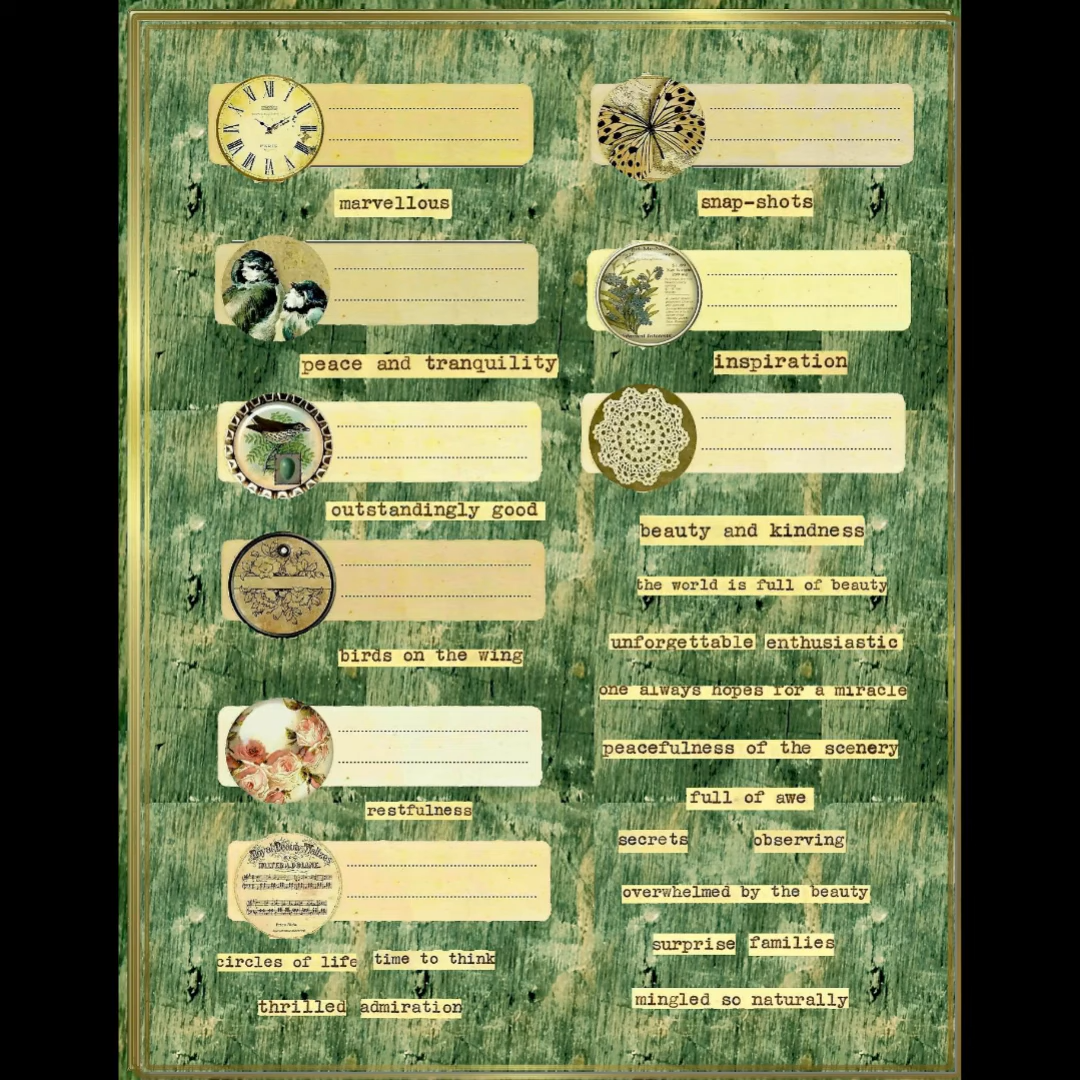 marvellous
peace and tranquility
outstandingly good
birds on the wing
restfulness
circles of life
time to think
thrilled
admiration
snap-shots
inspiration
beauty and kindness
the world is full of beauty
unforgettable enthusiastic
one always hopes for a miracle
peacefulness of the scenery
full of awe
secrets
observing
overwhelmed by the beauty
surprise families
mingled so naturally